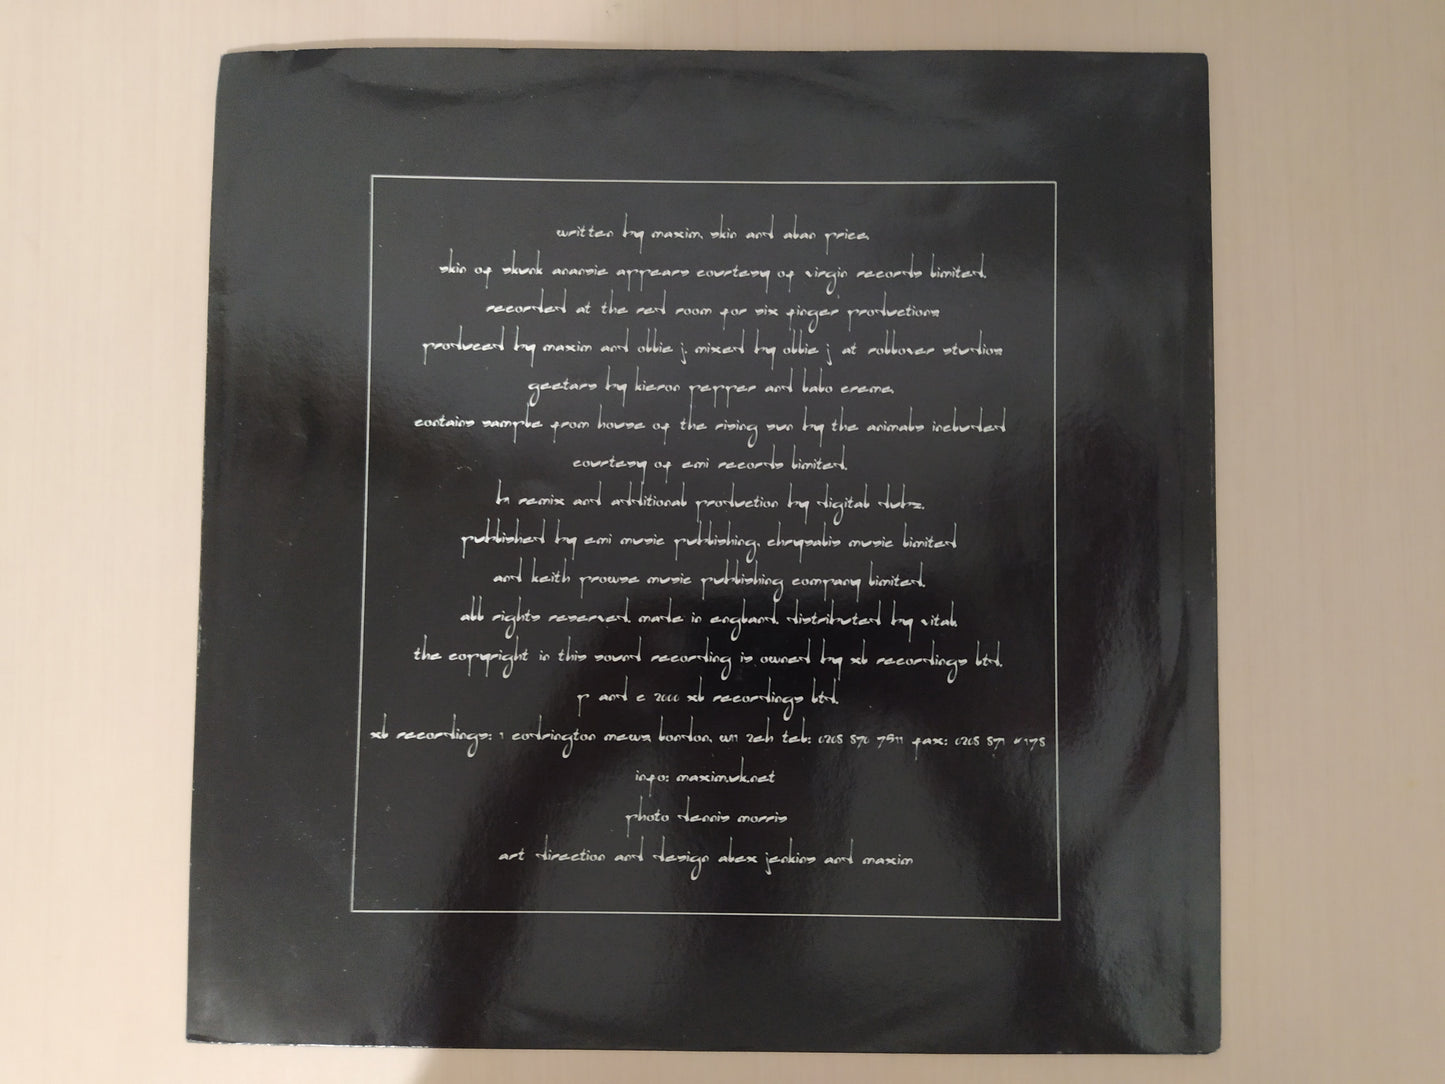 written by maxim, skin and alan price.
skin of skunk anansie appears courtesy of virgin records limited.
recorded at the red room for six finger productions
produced by maxim and olbie j. mixed by olbie j at rollover studios
geetars by kieron pepper and babo creme.
contains sample from house of the rising sun by the animals included
courtesy of emi records limited.
remix and additional production by digital dubz.
published by emi music publishing, chrysalis music limited
and keith prowse music publishing company limited.
all rights reserved. made in england. distributed by vital.
the copyright in this sound recording is owned by xl recordings ltd.
p and c 2000 xl recordings ltd.
xl recordings: 1 codrington mews london, w11 2eh tel: 0208 870 7511 fax: 0208 871
info: maximuk.net
photo dennis morris
art direction and design alex jenkins and maxim